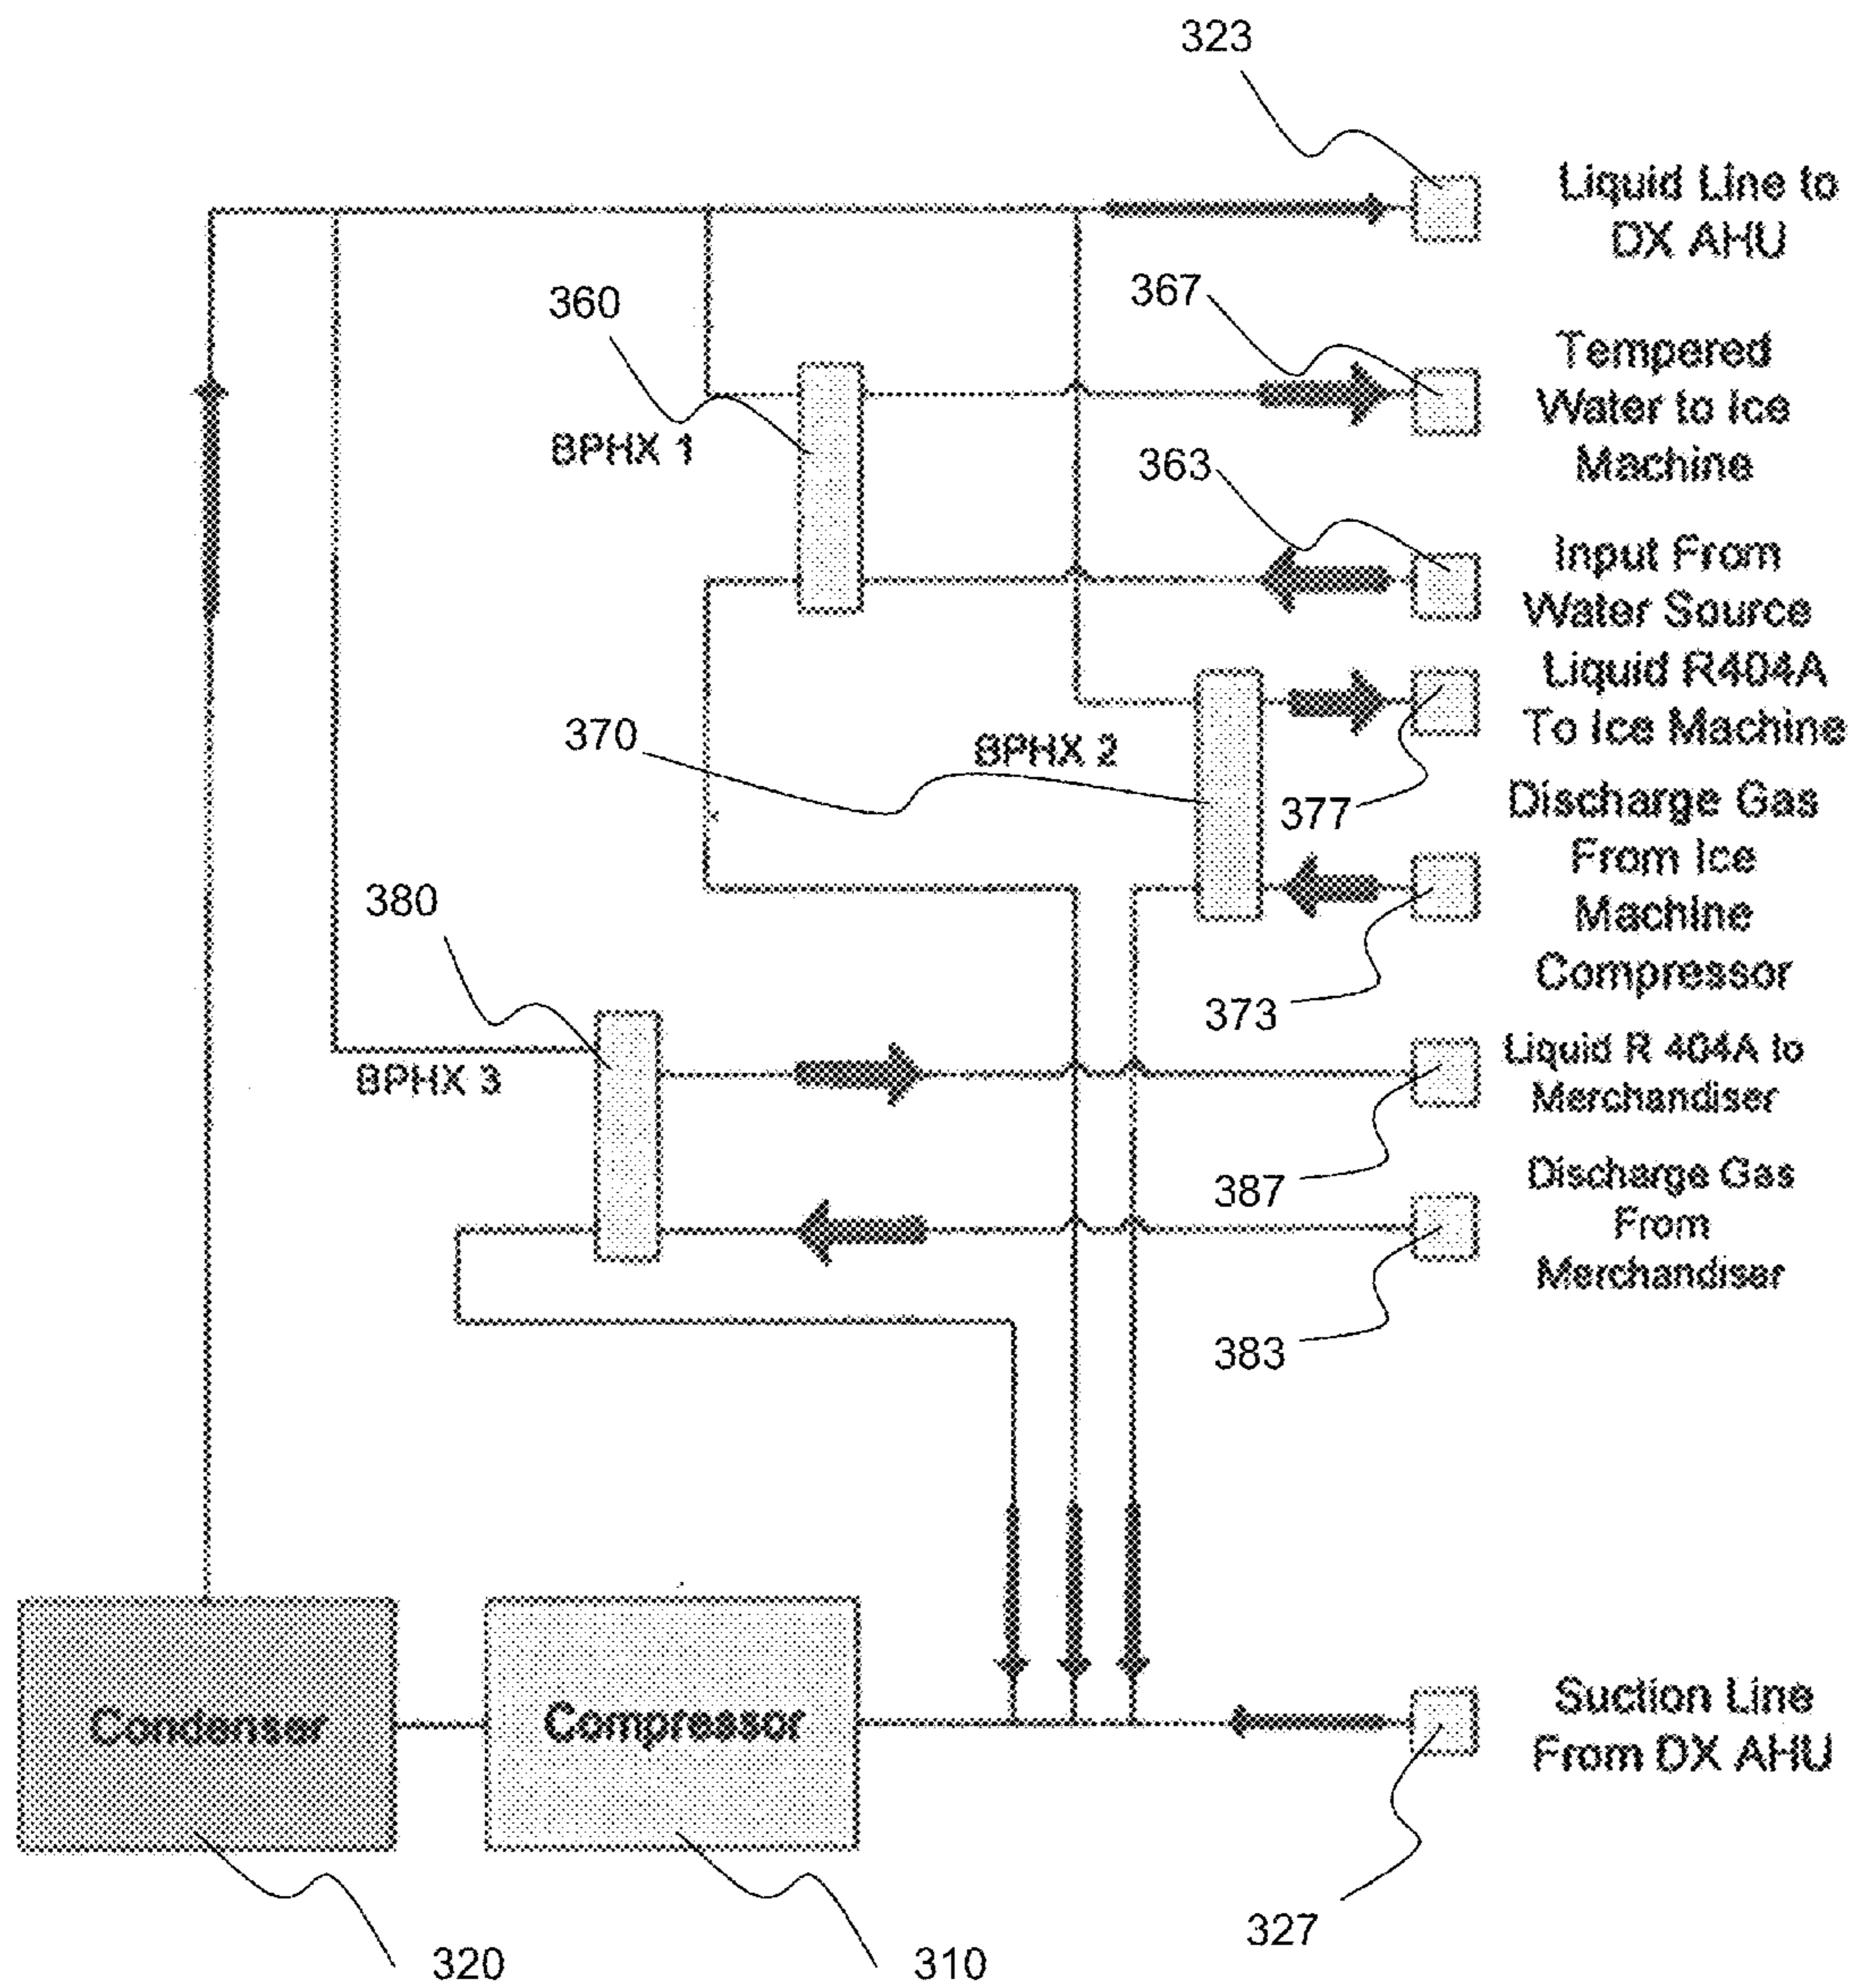 323
Liquid Line to
DX AHU
367
360
Tempered
Water to Ice
Machine
BPHX 1
363
Input From
Water Source
Liquid R404A
To Ice Machine
370
BPHX 2
377
Discharge Gas
From Ice
Machine
Compressor
380
373
Liquid R 404A to
Merchandiser
BPHX 3
387
Discharge Gas
From
Merchandiser
383
Condenser
Compressor
Suction Line
From DX AHU
327
320
310